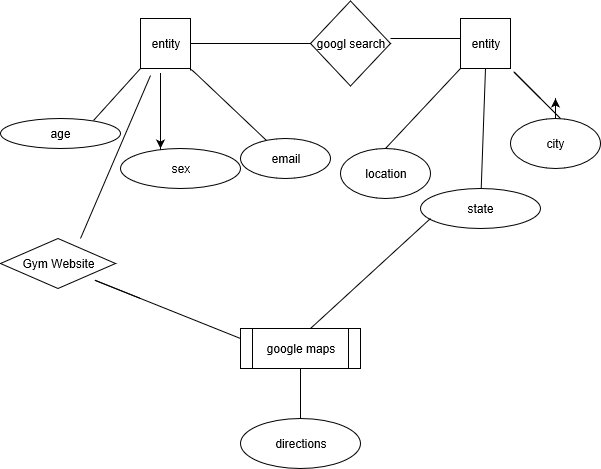 entity
googl search
entity
age
sex
email
location
city
state
Gym Website
google maps
directions